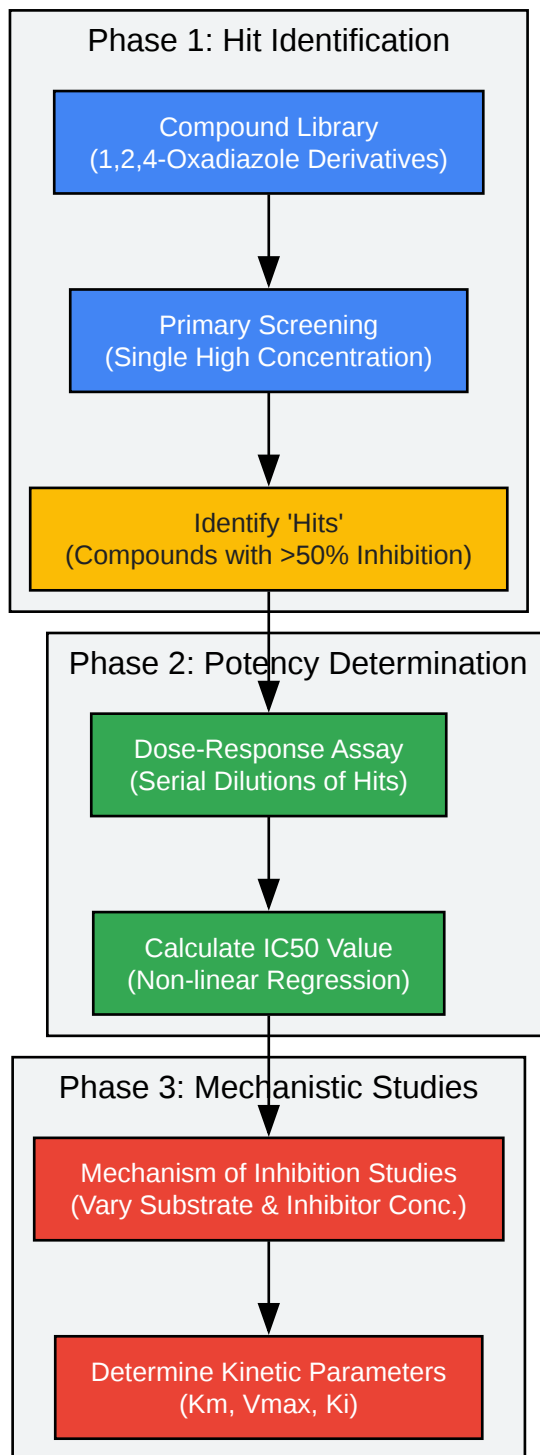 Phase 1: Hit Identification
Compound Library
(1,2,4-Oxadiazole Derivatives)
Primary Screening
(Single High Concentration)
Identify 'Hits'
(Compounds with >50% Inhibition)
Phase 2: Potency Determination
Dose-Response Assay
(Serial Dilutions of Hits)
Calculate IC50 Value
(Non-linear Regression)
Phase 3: Mechanistic Studies
Mechanism of Inhibition Studies
(Vary Substrate & Inhibitor Conc.)
Determine Kinetic Parameters
(Km, Vmax, Ki)